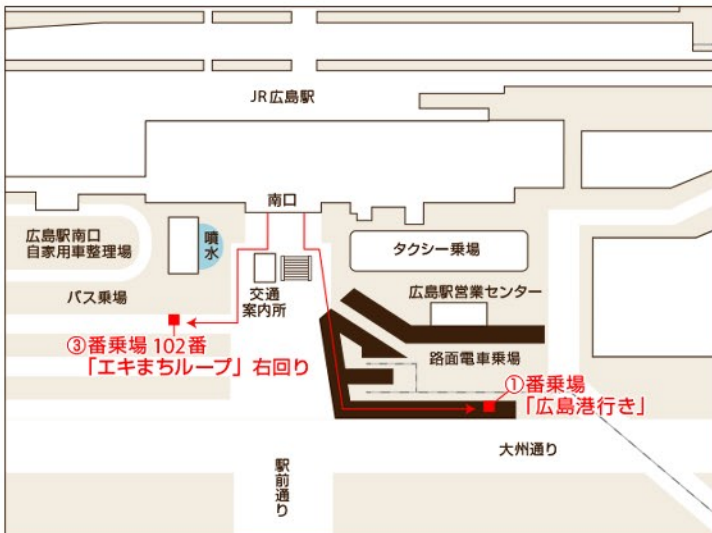 JR広島駅
南口
広島駅南口
自家用車整理場
噴水
タクシー乗場
交通
案内所
バス乗場
広島駅営業センター
③番乗場 102番
「エキまちループ」右回り
路面電車乗場
①番乗場
「広島港行き」
大州通り
駅前通り